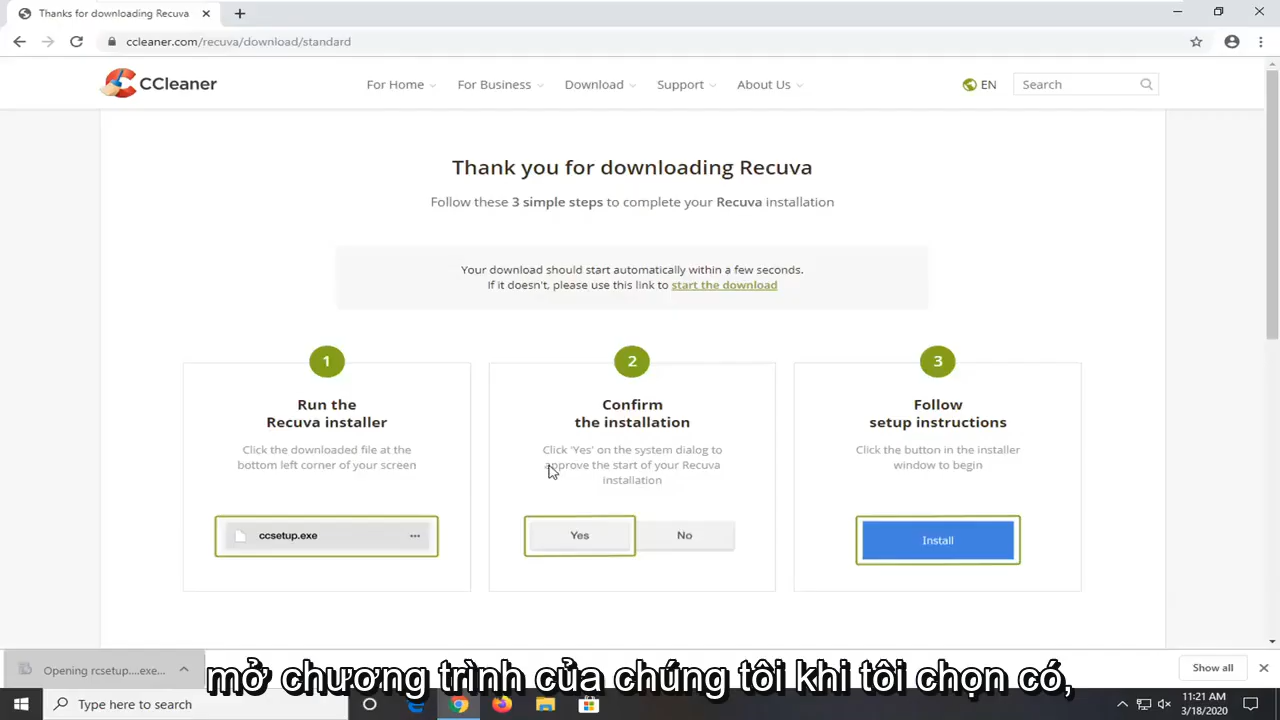 Thanks for downloading Recuva
ccleaner.com/recuva/download/standard
CCleaner
For Home
For Business
Download
Support
About Us
EN
Search
Thank you for downloading Recuva
Follow these 3 simple steps to complete your Recuva installation
Your download should start automatically within a few seconds.
If it doesn't, please use this link to start the download
1
Run the
Recuva installer
Click the downloaded file at the
bottom left corner of your screen
ccsetup.exe
2
Confirm
the installation
Click 'Yes' on the system dialog to
approve the start of your Recuva
installation
Yes
No
3
Follow
setup instructions
Click the button in the installer
window to begin
Install
Opening rcsetup....exe...
Show all
mở chương trình của chúng tôi khi tôi chọn có,
Type here to search
11:21 AM
3/18/2020